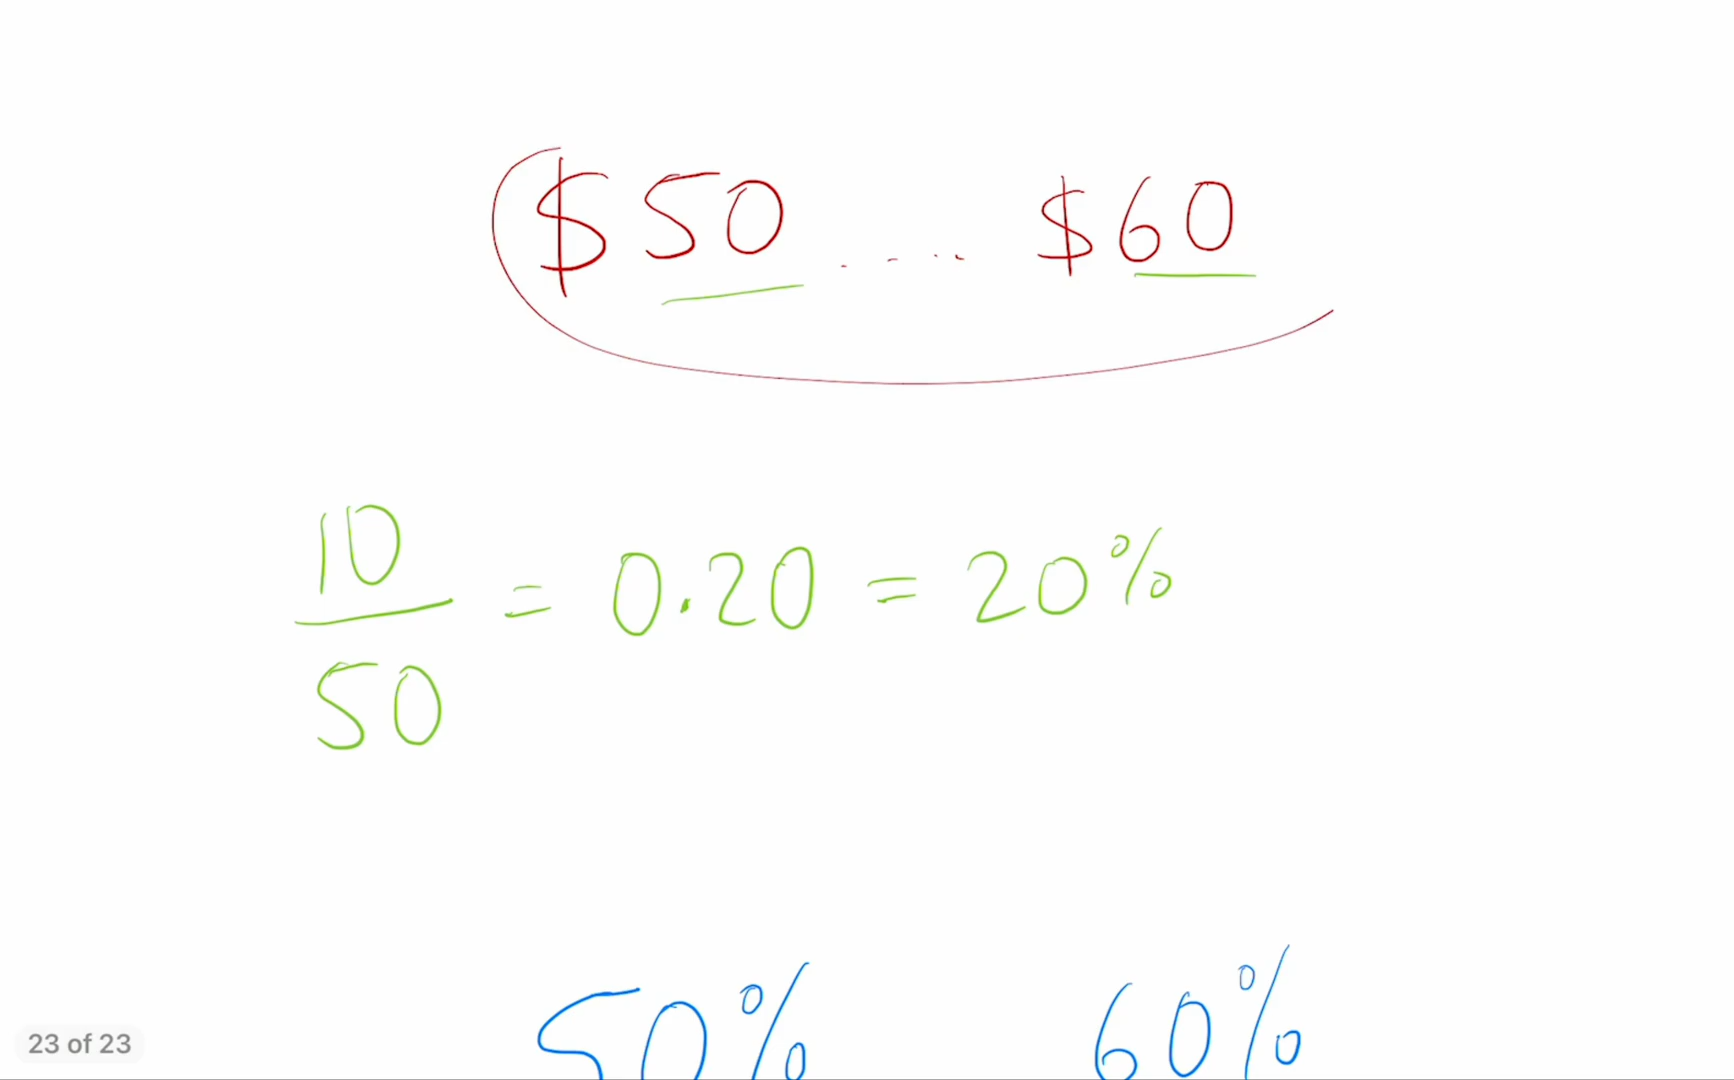 $50 .... $60
10
50
= 0.20 = 20%
50% 60%
23 of 23